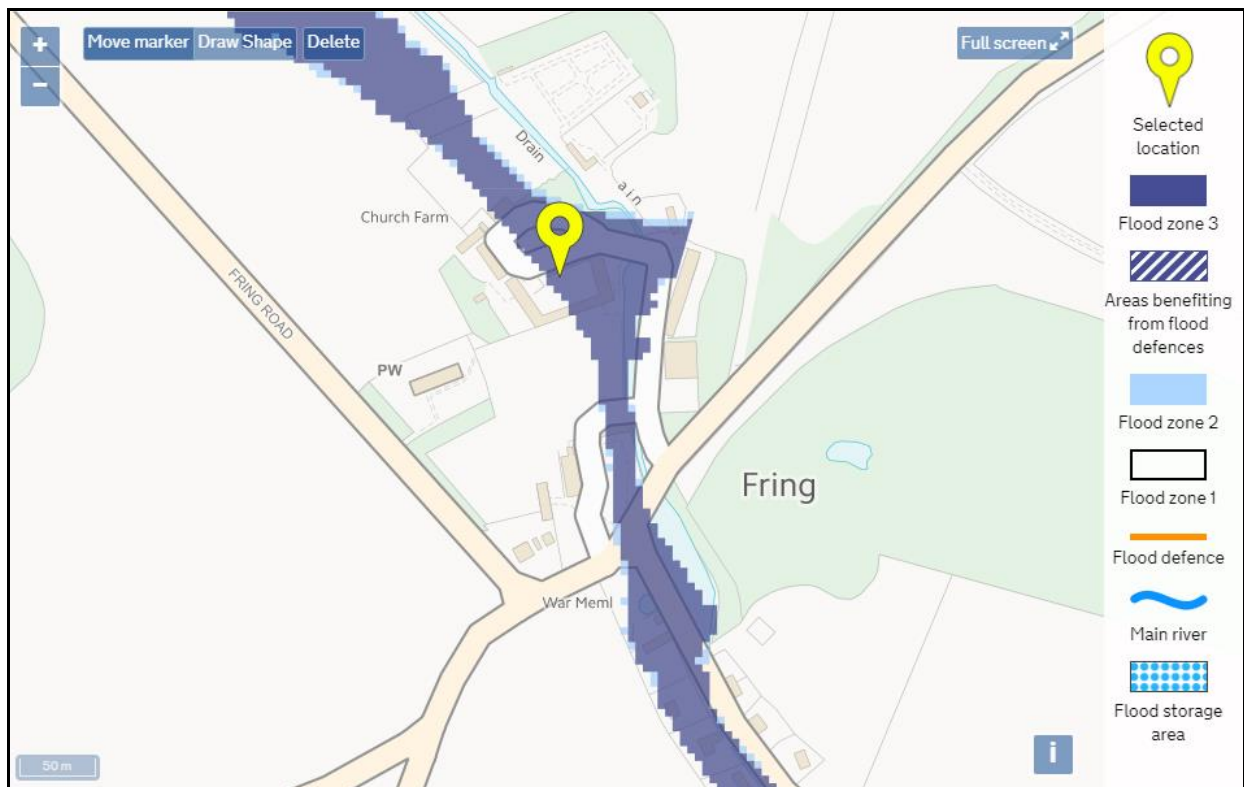 +
−
Move marker Draw Shape Delete
Full screen
Drain
ain
Church Farm
FRING ROAD
PW
Fring
War Meml
50 m
i
Selected
location
Flood zone 3
Areas benefiting
from flood
defences
Flood zone 2
Flood zone 1
Flood defence
Main river
Flood storage
area